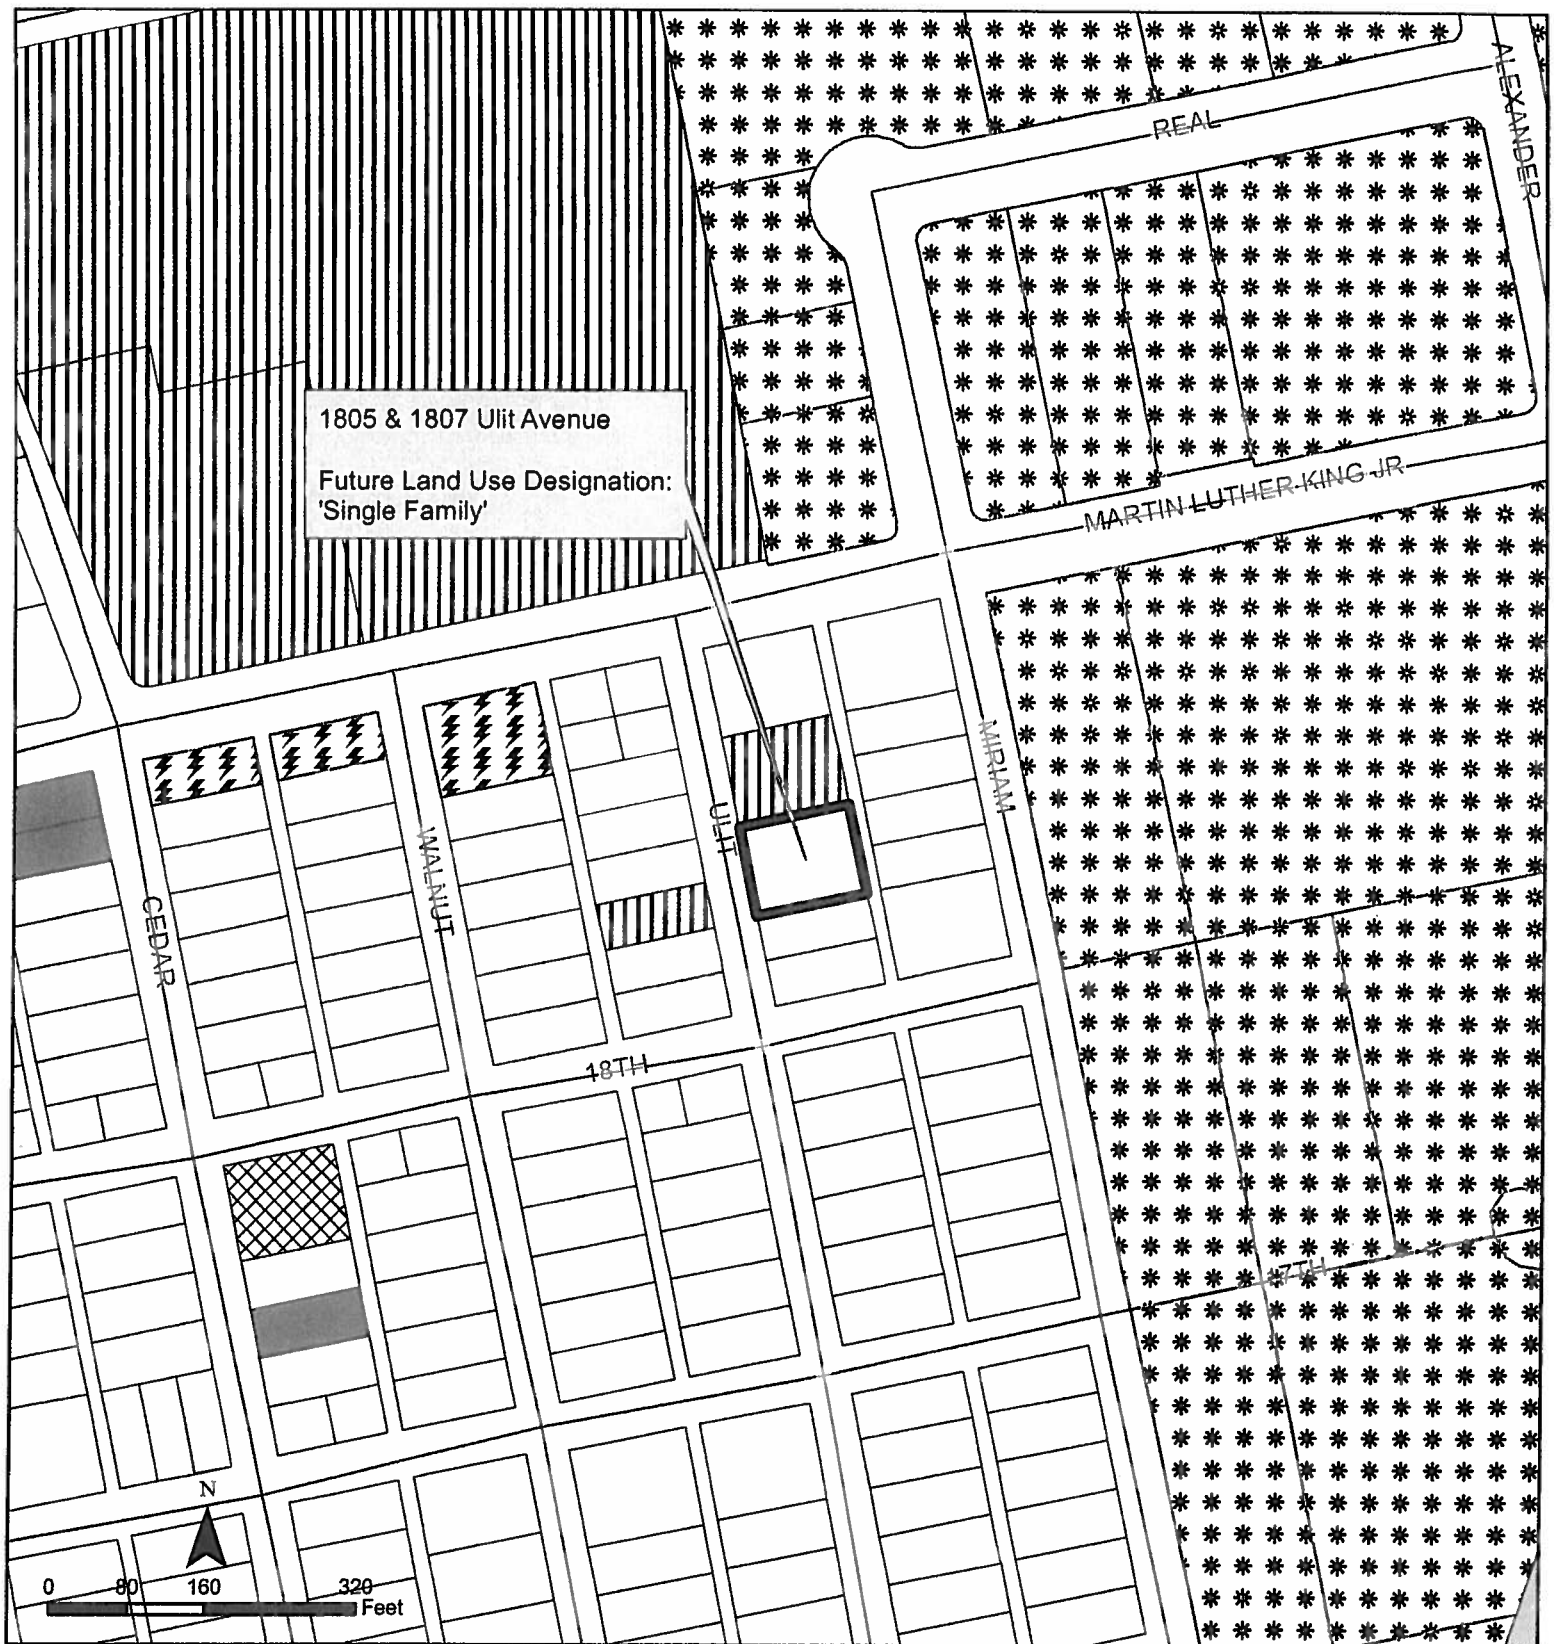 REAL
ALEXANDER
1805 & 1807 Ulit Avenue
Future Land Use Designation:
'Single Family'
MARTIN LUTHER KING JR
MIRIAM
ULIT
WALNUT
CEDAR
18TH
17TH
N
0 80 160 320
Feet